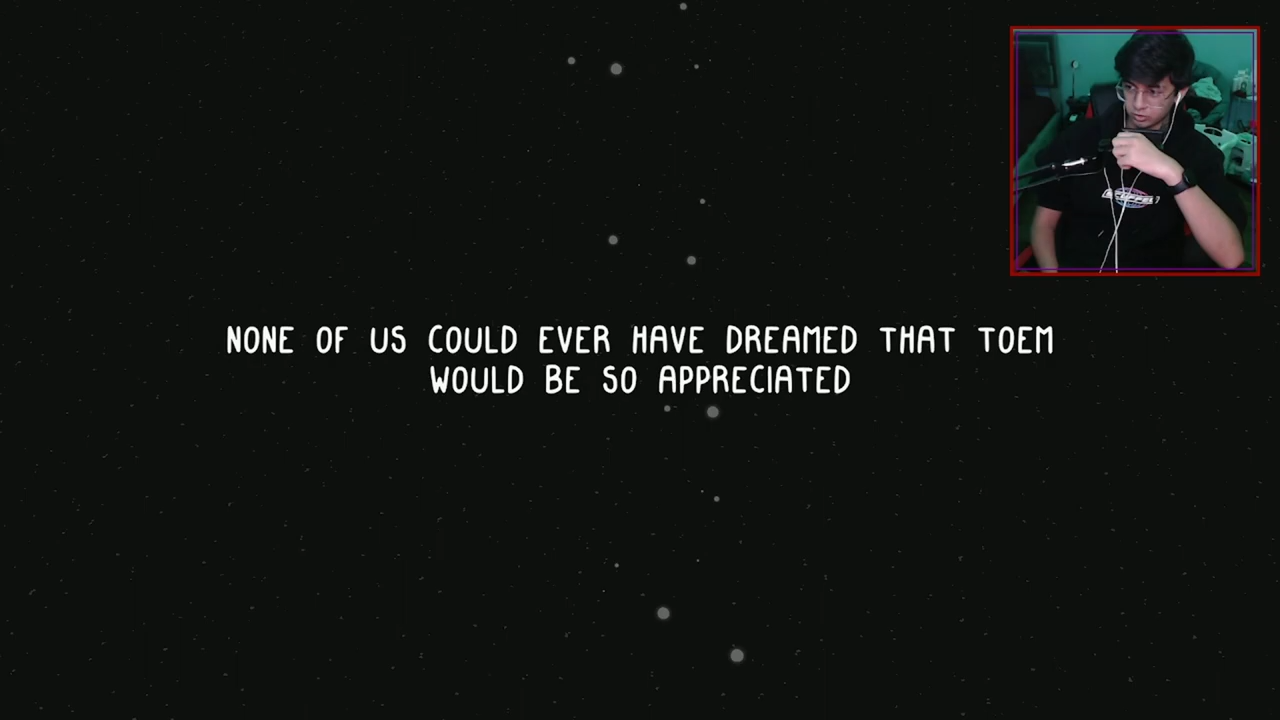 NONE OF US COULD EVER HAVE DREAMED THAT TOEM
WOULD BE SO APPRECIATED